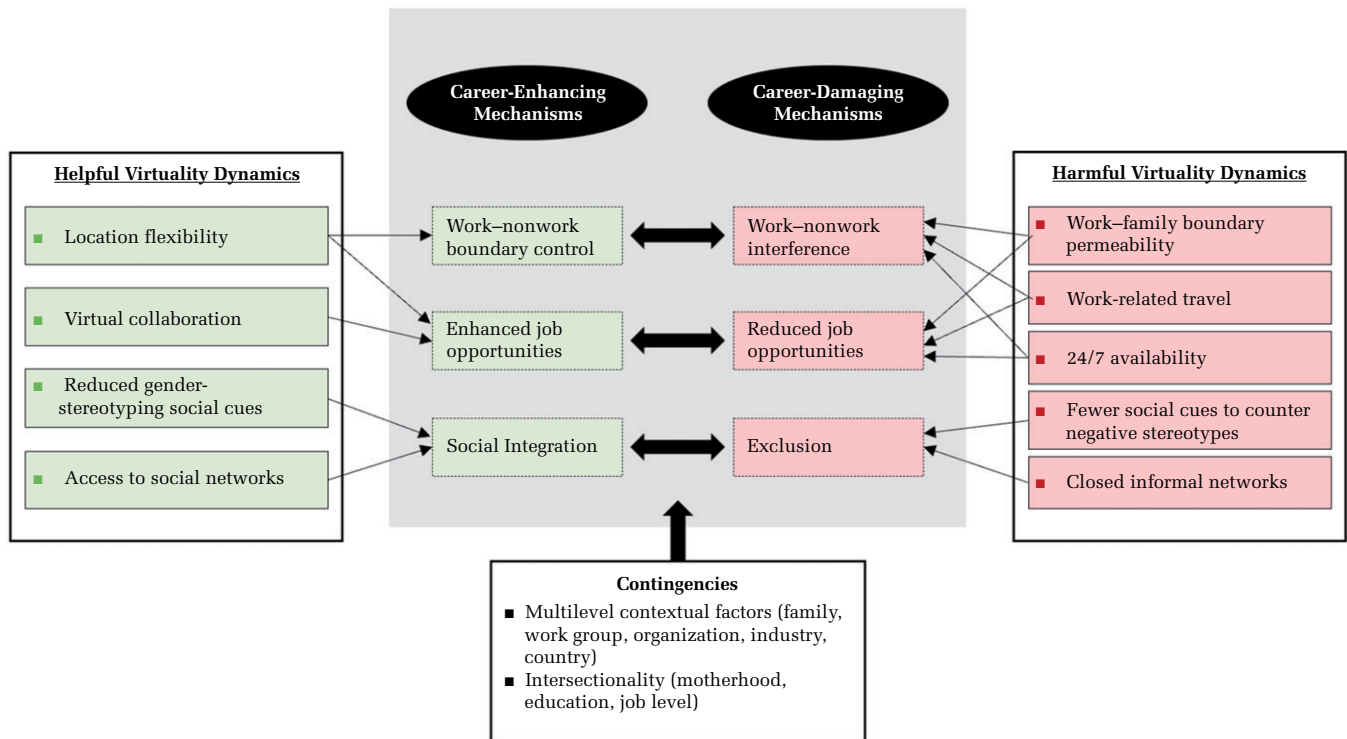 Career-Enhancing
Mechanisms
Career-Damaging
Mechanisms
Helpful Virtuality Dynamics
Location flexibility
Virtual collaboration
Reduced gender-
stereotyping social cues
Access to social networks
Work–nonwork
boundary control
Enhanced job
opportunities
Social Integration
Work–nonwork
interference
Reduced job
opportunities
Exclusion
Harmful Virtuality Dynamics
Work–family boundary
permeability
Work-related travel
24/7 availability
Fewer social cues to counter
negative stereotypes
Closed informal networks
Contingencies
Multilevel contextual factors (family,
work group, organization, industry,
country)
Intersectionality (motherhood,
education, job level)